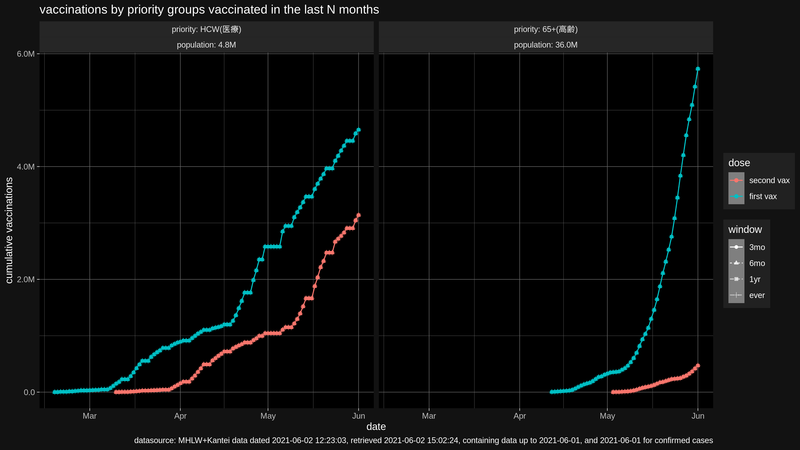 vaccinations by priority groups vaccinated in the last N months
priority: HCW(医療)
population: 4.8M
priority: 65+(高齢)
population: 36.0M
6.0M
4.0M
2.0M
0.0
cumulative vaccinations
Mar
Apr
May
Jun
Mar
Apr
May
Jun
date
dose
second vax
first vax
window
3mo
6mo
1yr
ever
datasource: MHLW+Kantei data dated 2021-06-02 12:23:03, retrieved 2021-06-02 15:02:24, containing data up to 2021-06-01, and 2021-06-01 for confirmed cases